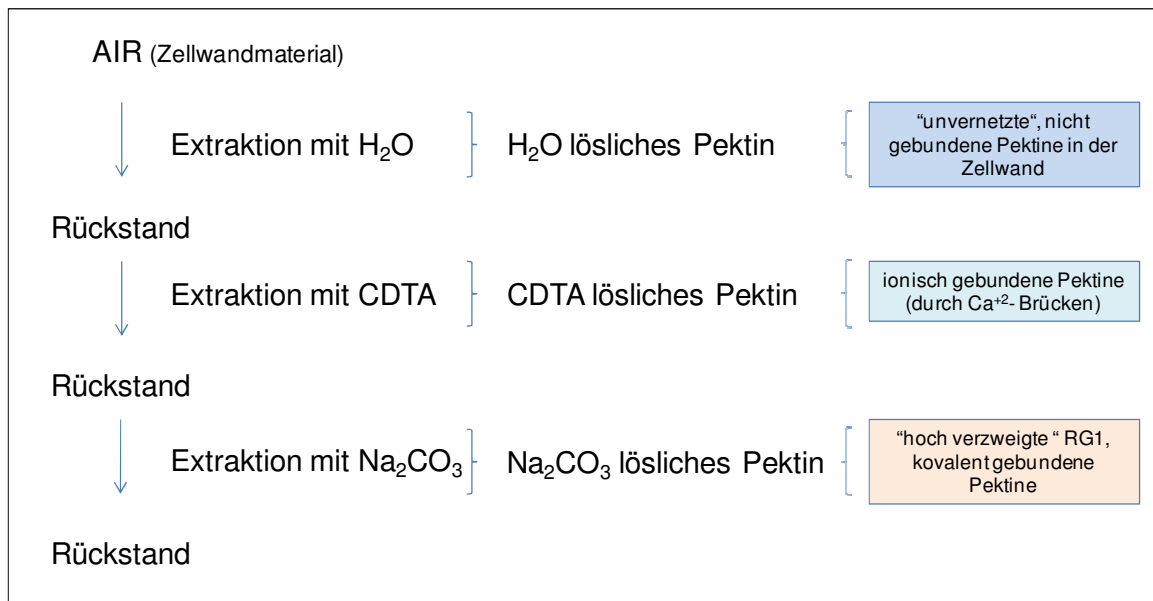 AIR (Zellwandmaterial)
Extraktion mit H₂O
H₂O lösliches Pektin
“unvernetzte“, nicht
gebundene Pektine in der
Zellwand
Rückstand
Extraktion mit CDTA
CDTA lösliches Pektin
ionisch gebundene Pektine
(durch Ca⁺²- Brücken)
Rückstand
Extraktion mit Na₂CO₃
Na₂CO₃ lösliches Pektin
“hoch verzweigte “ RG1,
kovalent gebundene
Pektine
Rückstand